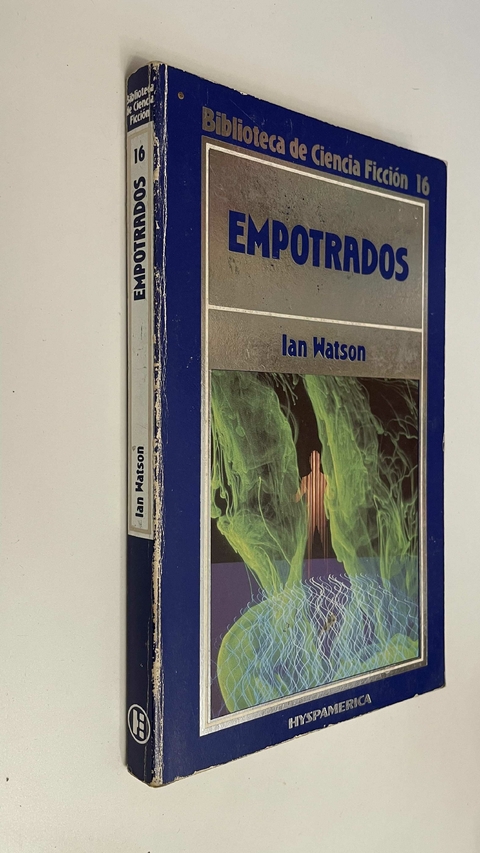 Biblioteca
de Ciencia
Ficción
16
EMPOTRADOS
Ian Watson
Biblioteca de Ciencia Ficción 16
EMPOTRADOS
Ian Watson
HYSPAMERICA